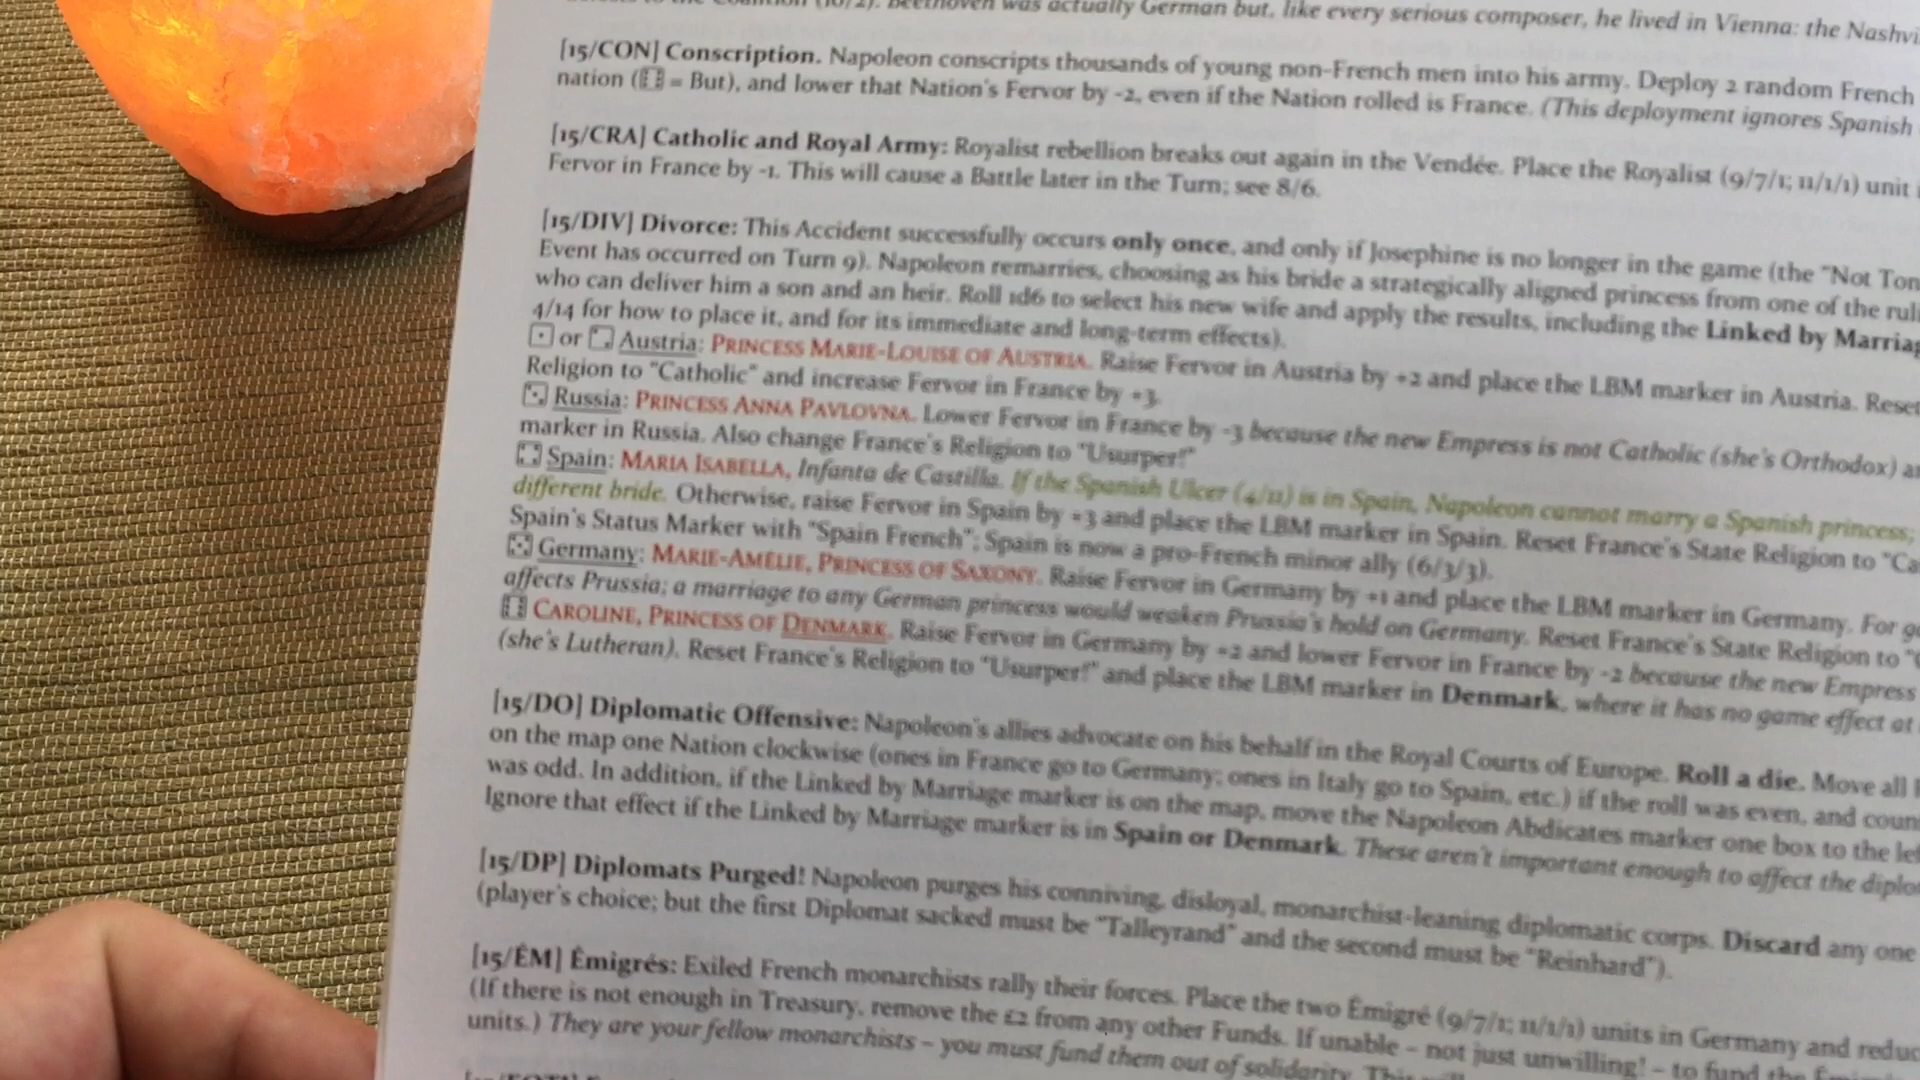 (10/2). Beethoven was actually German but, like every serious composer, he lived in Vienna: the
[15/CON] Conscription. Napoleon conscripts thousands of young non-French men into his army. Deploy 2 random French
nation (⚅ = But), and lower that Nation's Fervor by -2, even if the Nation rolled is France. (This deployment ignores Spanish
[15/CRA] Catholic and Royal Army: Royalist rebellion breaks out again in the Vendée. Place the Royalist (9/7/1; 11/1/1) unit
Fervor in France by -1. This will cause a Battle later in the Turn; see 8/6.
[15/DIV] Divorce: This Accident successfully occurs only once, and only if Josephine is no longer in the game (the "Not
Event has occurred on Turn 9). Napoleon remarries, choosing as his bride a strategically aligned princess from one of the
who can deliver him a son and an heir. Roll 1d6 to select his new wife and apply the results, including the Linked by
4/14 for how to place it, and for its immediate and long-term effects).
⚀ or ⚁ Austria: PRINCESS MARIE-LOUISE OF AUSTRIA. Raise Fervor in Austria by +2 and place the LBM marker in Austria. Reset
Religion to "Catholic" and increase Fervor in France by +3.
⚂ Russia: PRINCESS ANNA PAVLOVNA. Lower Fervor in France by -3 because the new Empress is not Catholic (she's Orthodox)
marker in Russia. Also change France's Religion to "Usurper!"
⚃ Spain: MARIA ISABELLA, Infanta de Castilla. If the Spanish Ulcer (4/11) is in Spain, Napoleon cannot marry a Spanish princess;
different bride. Otherwise, raise Fervor in Spain by +3 and place the LBM marker in Spain. Reset France's State Religion to
Spain's Status Marker with "Spain French"; Spain is now a pro-French minor ally (6/3/3).
⚄ Germany: MARIE-AMÉLIE, PRINCESS OF SAXONY. Raise Fervor in Germany by +1 and place the LBM marker in Germany. For
affects Prussia; a marriage to any German princess would weaken Prussia's hold on Germany. Reset France's State Religion to
⚅ CAROLINE, PRINCESS OF DENMARK. Raise Fervor in Germany by +2 and lower Fervor in France by -2 because the new Empress
(she's Lutheran). Reset France's Religion to "Usurper!" and place the LBM marker in Denmark, where it has no game effect at
[15/DO] Diplomatic Offensive: Napoleon's allies advocate on his behalf in the Royal Courts of Europe. Roll a die. Move all
on the map one Nation clockwise (ones in France go to Germany; ones in Italy go to Spain, etc.) if the roll was even, and
was odd. In addition, if the Linked by Marriage marker is on the map, move the Napoleon Abdicates marker one box to the
Ignore that effect if the Linked by Marriage marker is in Spain or Denmark. These aren't important enough to affect the
[15/DP] Diplomats Purged! Napoleon purges his conniving, disloyal, monarchist-leaning diplomatic corps. Discard any one
(player's choice; but the first Diplomat sacked must be "Talleyrand" and the second must be "Reinhard").
[15/ÉM] Émigrés: Exiled French monarchists rally their forces. Place the two Émigré (9/7/1; 11/1/1) units in Germany and
(If there is not enough in Treasury, remove the £2 from any other Funds. If unable – not just unwilling! – to fund the
units.) They are your fellow monarchists – you must fund them out of solidarity. This